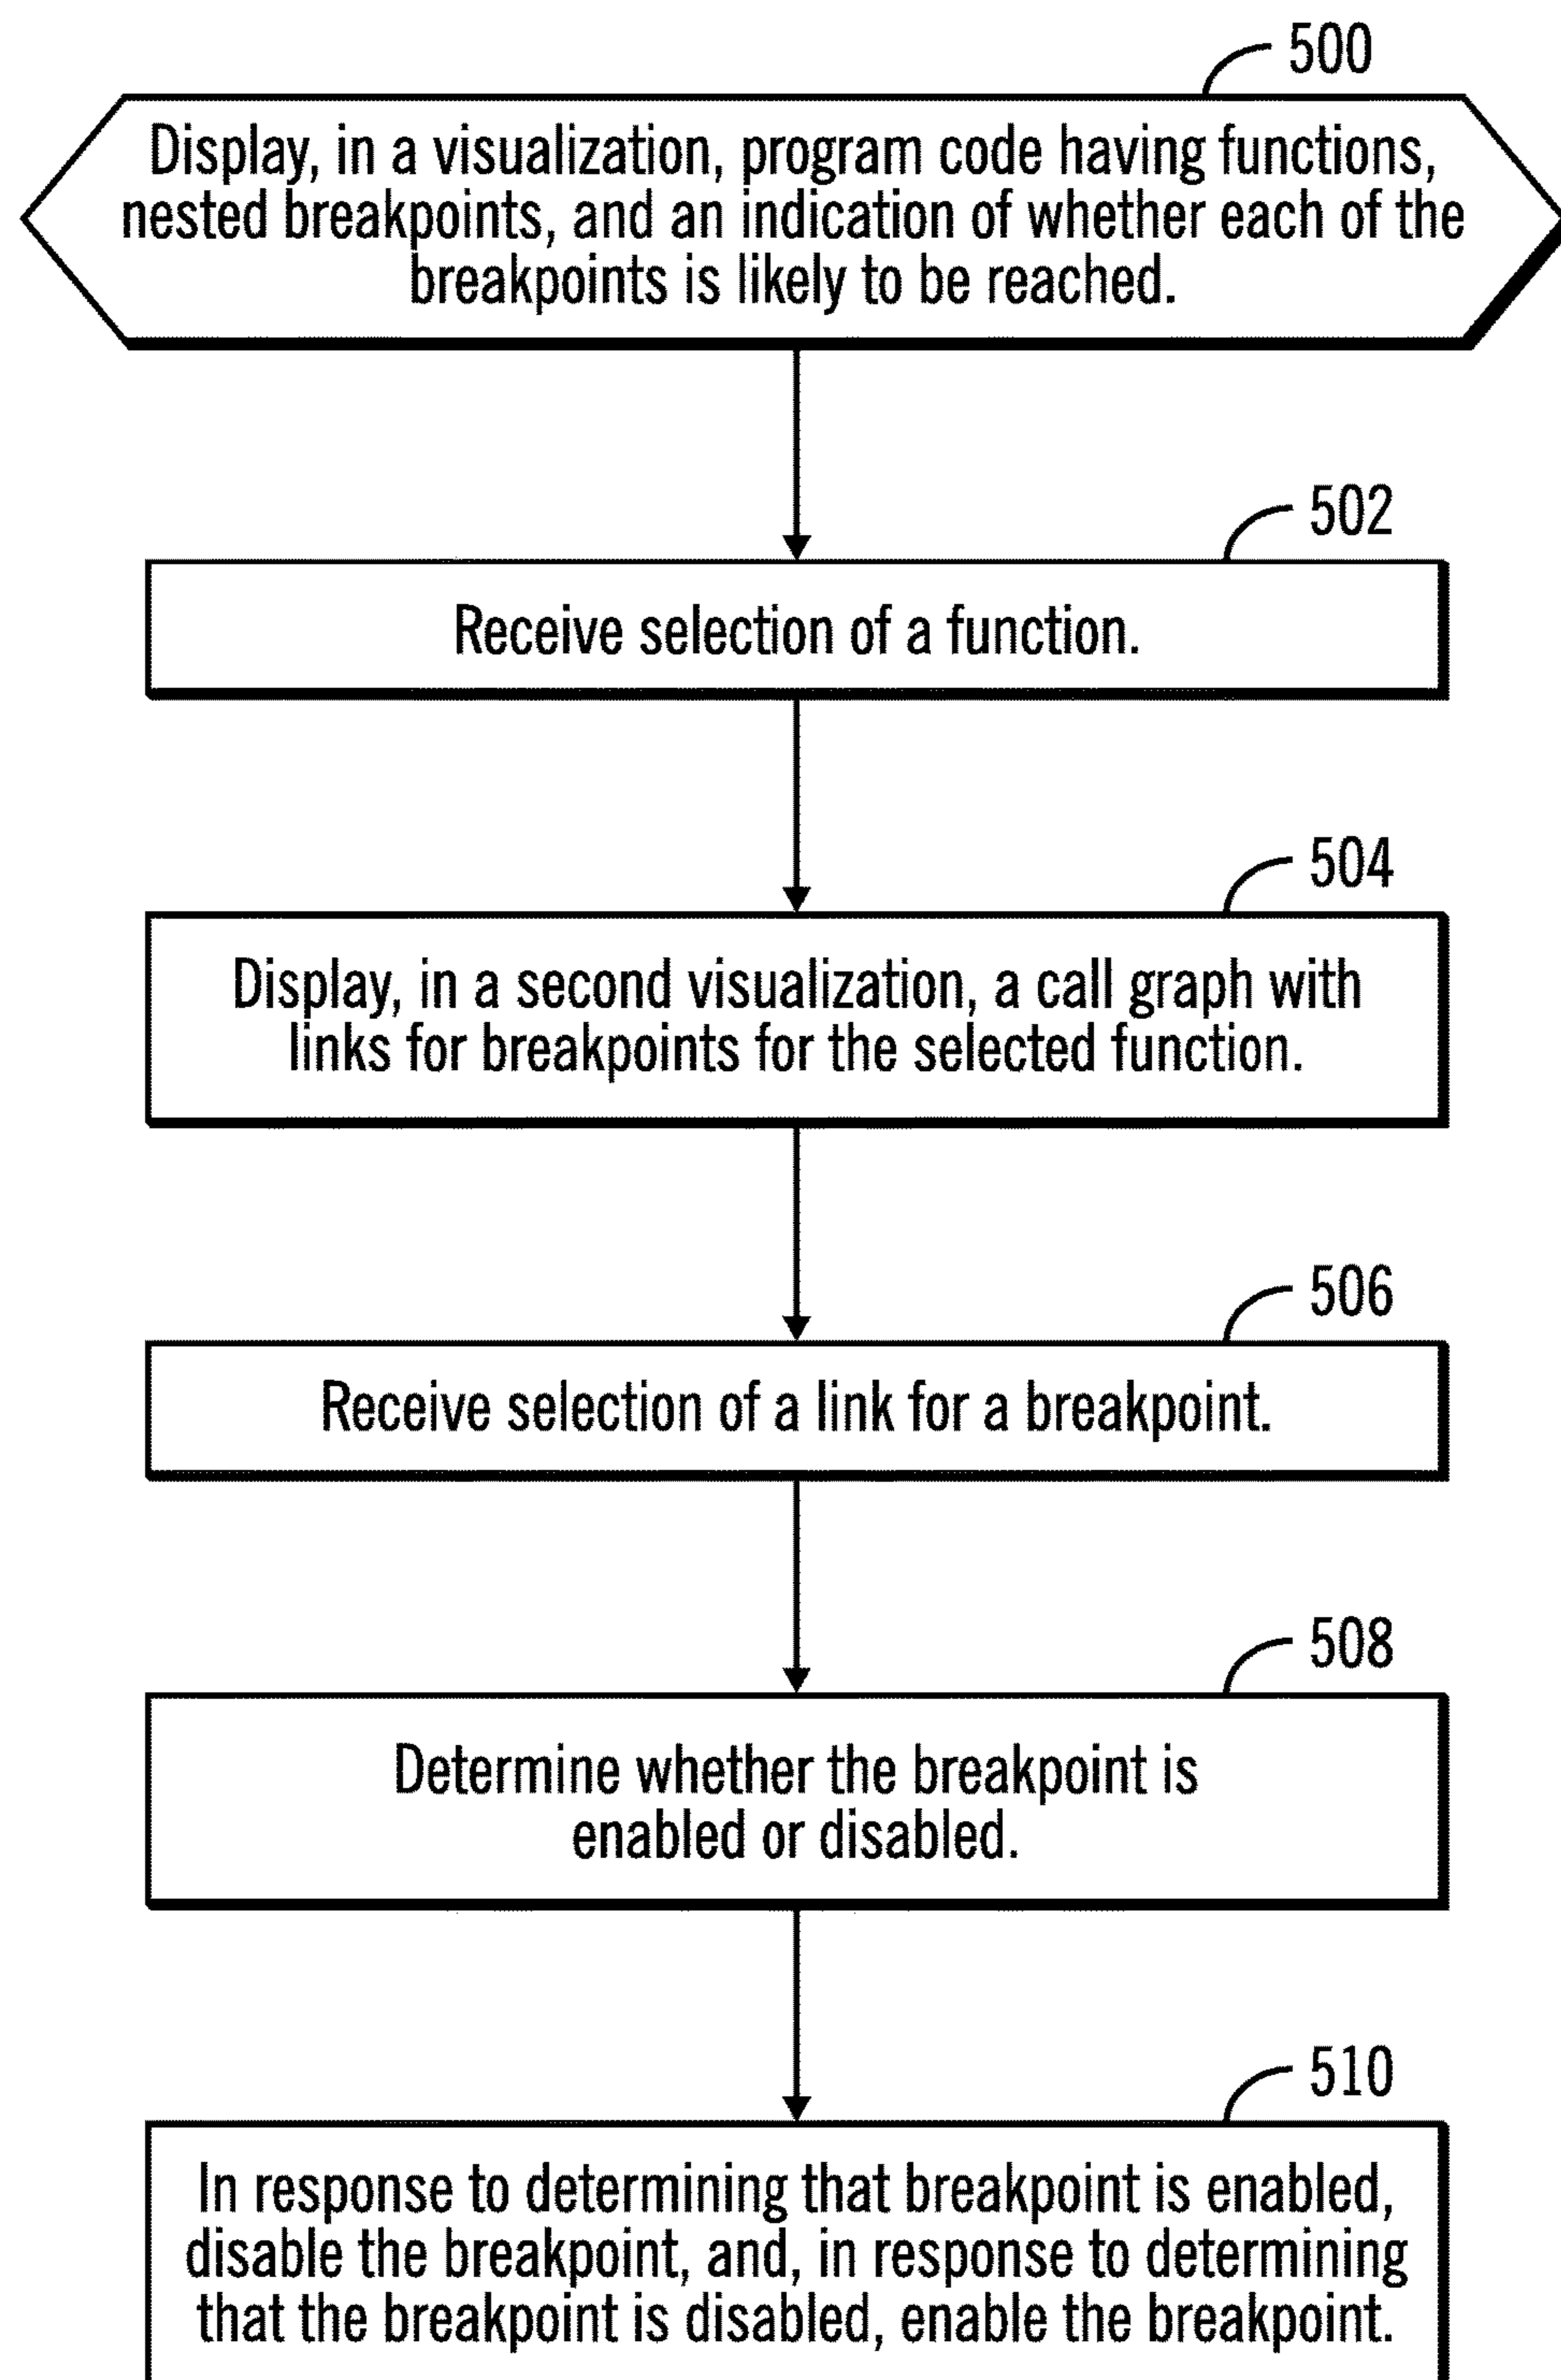 500
Display, in a visualization, program code having functions,
nested breakpoints, and an indication of whether each of the
breakpoints is likely to be reached.
502
Receive selection of a function.
504
Display, in a second visualization, a call graph with
links for breakpoints for the selected function.
506
Receive selection of a link for a breakpoint.
508
Determine whether the breakpoint is
enabled or disabled.
510
In response to determining that breakpoint is enabled,
disable the breakpoint, and, in response to determining
that the breakpoint is disabled, enable the breakpoint.